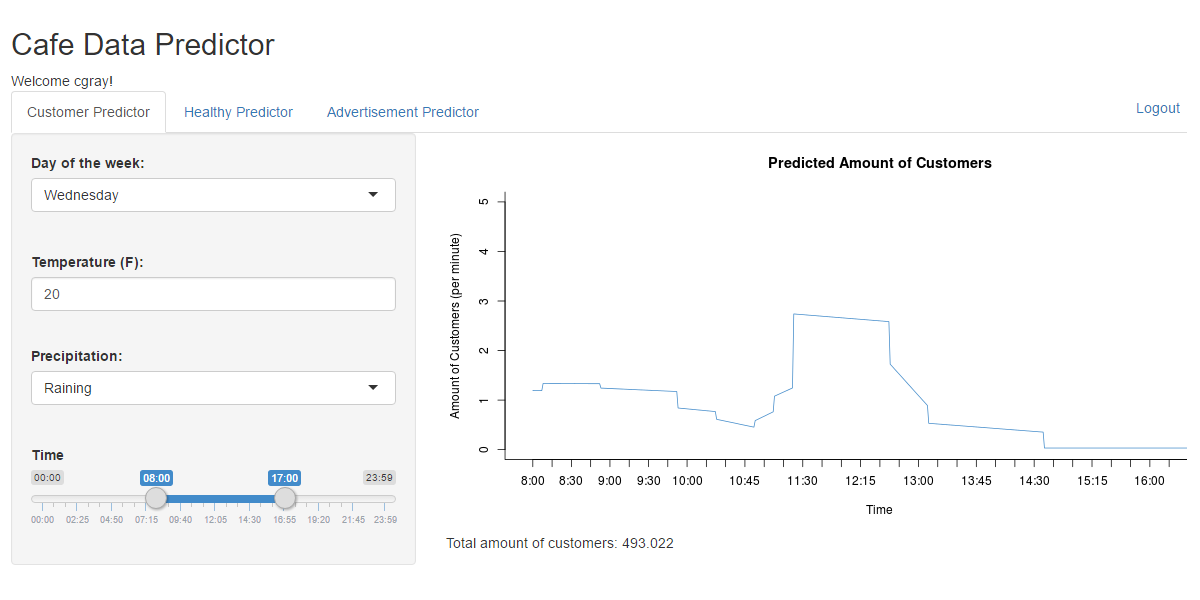 Cafe Data Predictor
Welcome cgray!
Customer Predictor Healthy Predictor Advertisement Predictor Logout
Day of the week:
Wednesday
Temperature (F):
20
Precipitation:
Raining
Time
00:00 08:00 17:00 23:59
00:00 02:25 04:50 07:15 09:40 12:05 14:30 16:55 19:20 21:45 23:59
Predicted Amount of Customers
Amount of Customers (per minute)
5
4
3
2
1
0
8:00 8:30 9:00 9:30 10:00 10:45 11:30 12:15 13:00 13:45 14:30 15:15 16:00
Time
Total amount of customers: 493.022